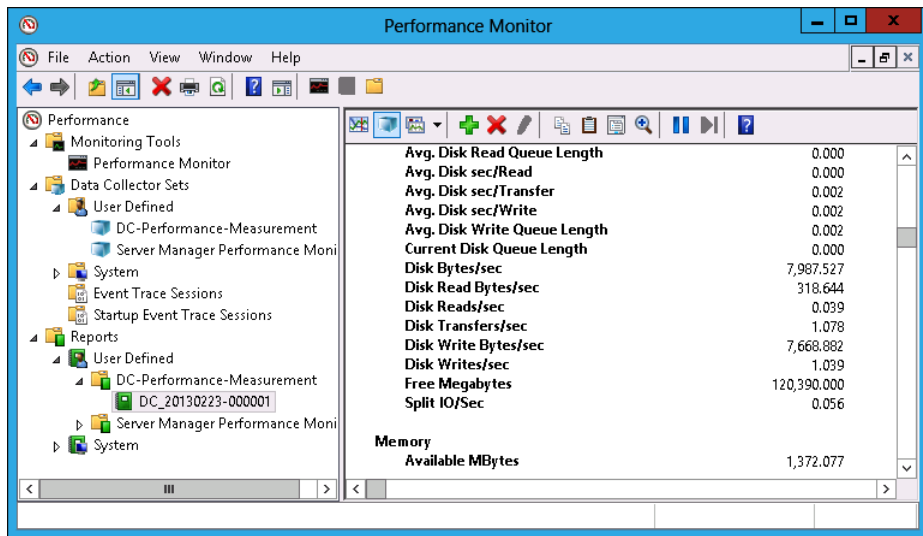 Performance Monitor
File Action View Window Help
Performance
Monitoring Tools
Performance Monitor
Data Collector Sets
User Defined
DC-Performance-Measurement
Server Manager Performance Moni
System
Event Trace Sessions
Startup Event Trace Sessions
Reports
User Defined
DC-Performance-Measurement
DC_20130223-000001
Server Manager Performance Moni
System
Avg. Disk Read Queue Length 0.000
Avg. Disk sec/Read 0.000
Avg. Disk sec/Transfer 0.002
Avg. Disk sec/Write 0.002
Avg. Disk Write Queue Length 0.002
Current Disk Queue Length 0.000
Disk Bytes/sec 7,987.527
Disk Read Bytes/sec 318.644
Disk Reads/sec 0.039
Disk Transfers/sec 1.078
Disk Write Bytes/sec 7,668.882
Disk Writes/sec 1.039
Free Megabytes 120,390.000
Split IO/Sec 0.056
Memory
Available MBytes 1,372.077